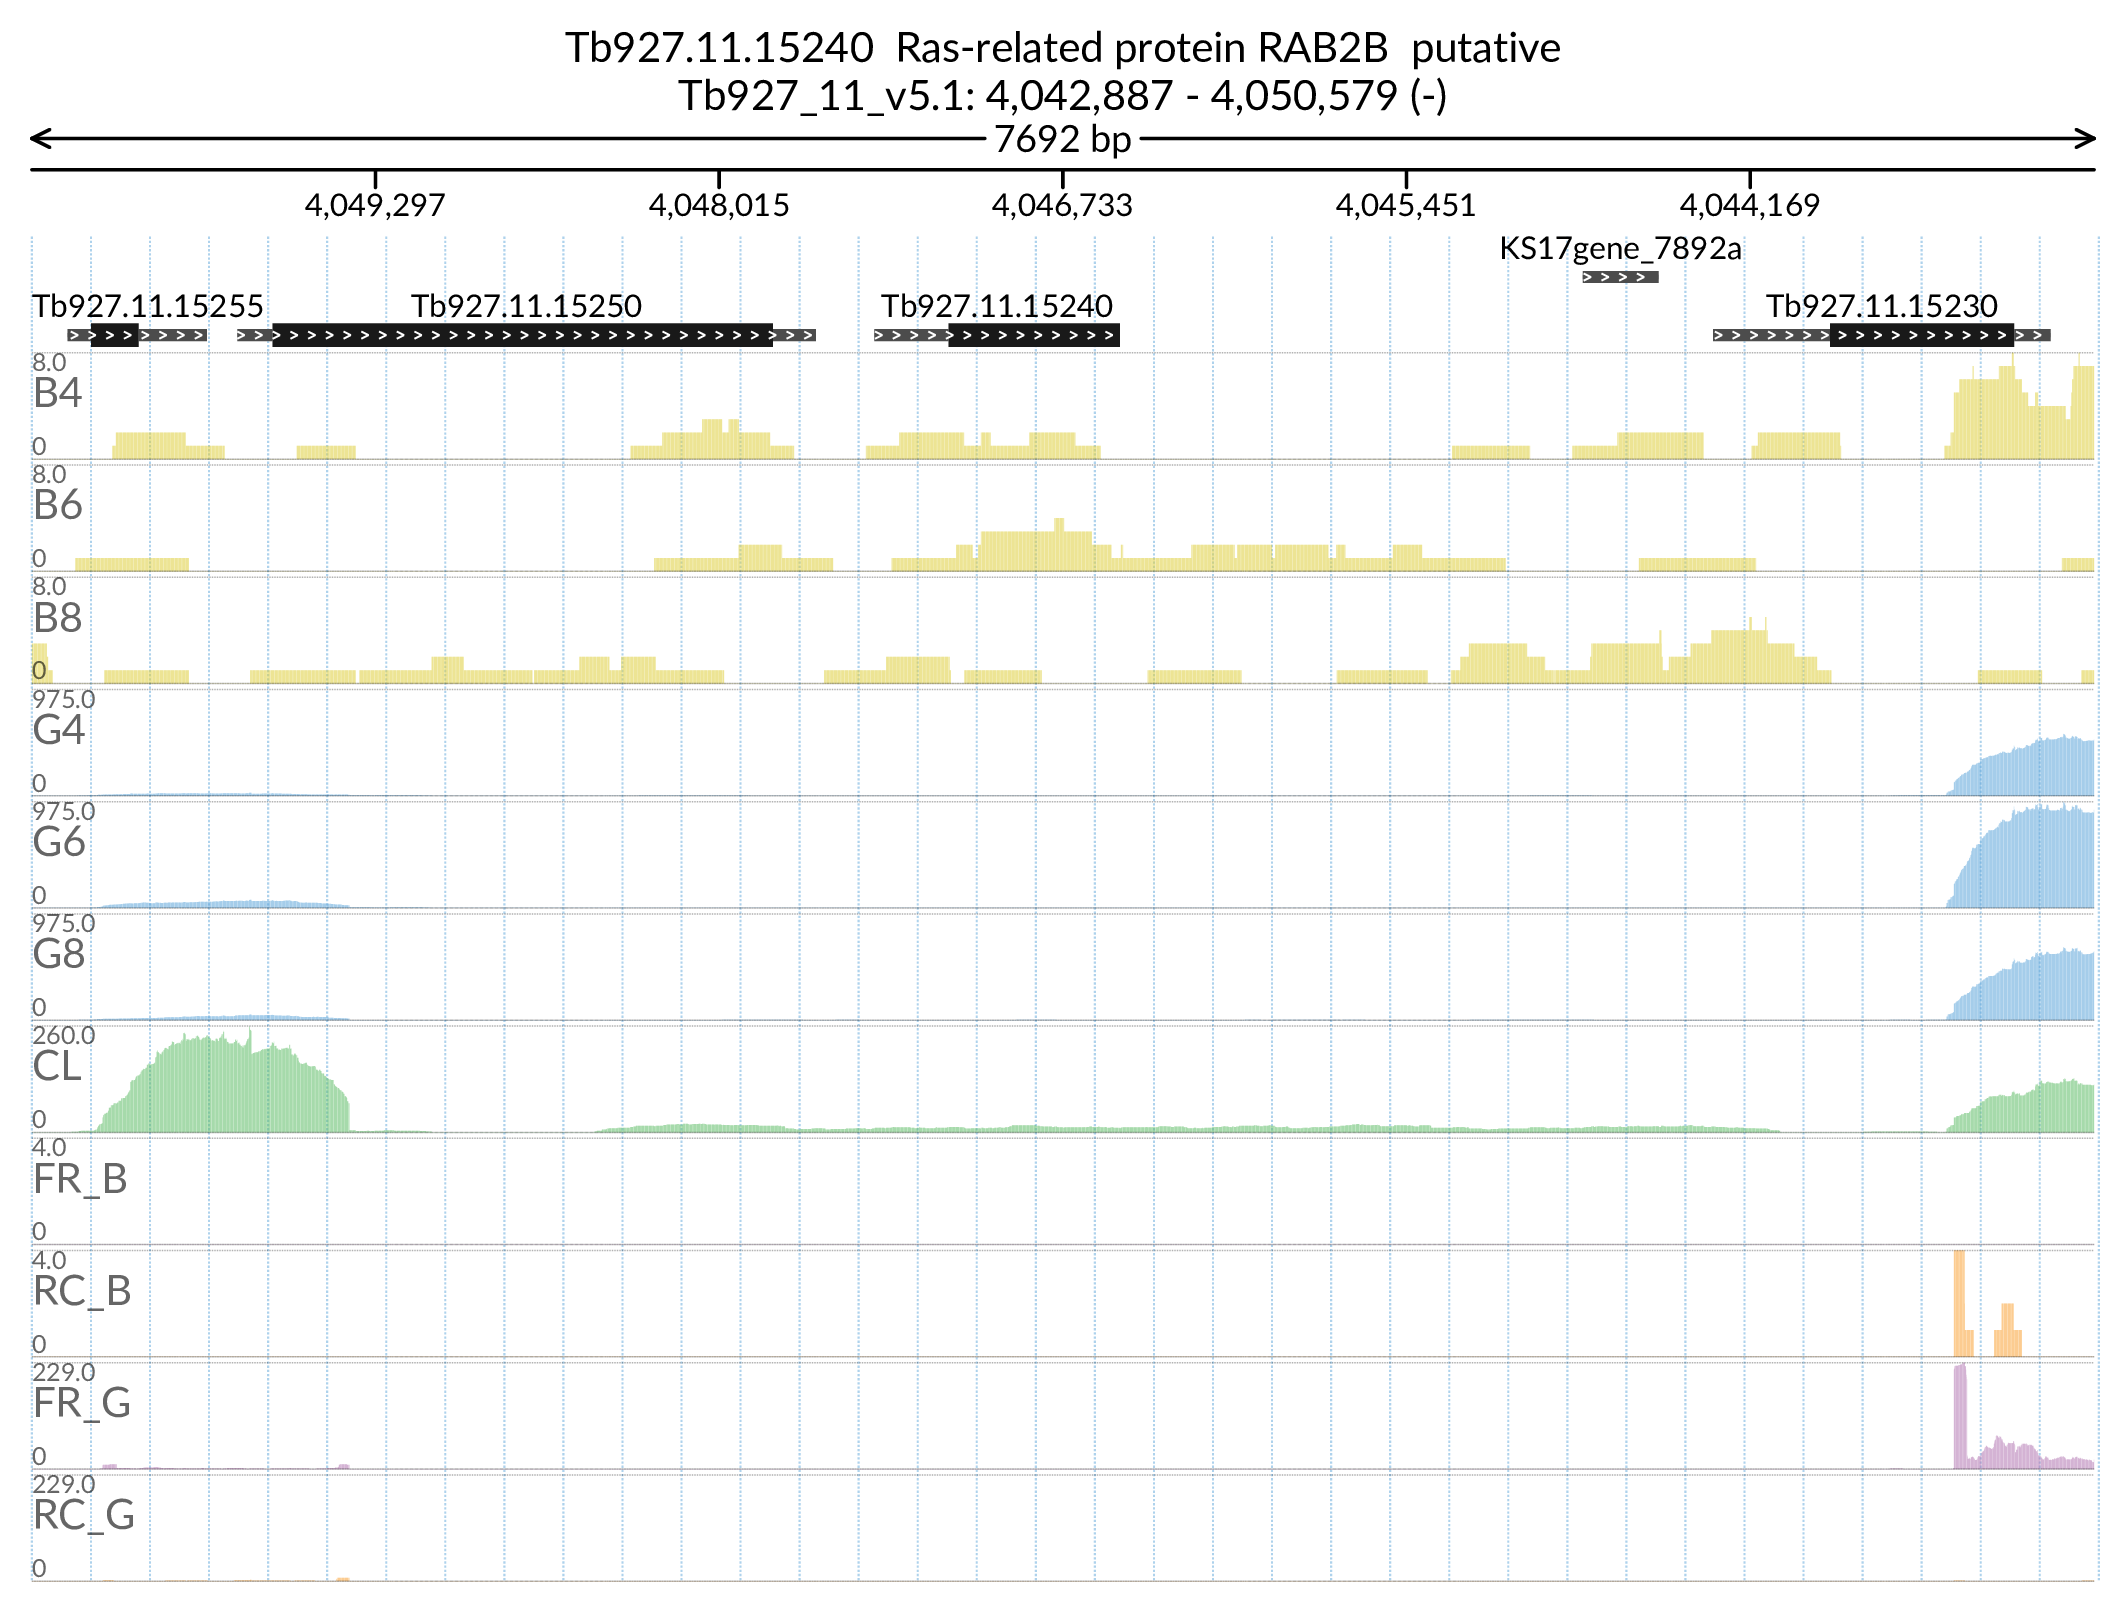 Tb927.11.15240  Ras-related protein RAB2B  putative
Tb927_11_v5.1: 4,042,887 - 4,050,579 (-)
7692 bp
4,049,297 4,048,015 4,046,733 4,045,451 4,044,169
KS17gene_7892a
Tb927.11.15255 Tb927.11.15250 Tb927.11.15240 Tb927.11.15230
8.0
B4
0
8.0
B6
0
8.0
B8
0
975.0
G4
0
975.0
G6
0
975.0
G8
0
260.0
CL
0
4.0
FR_B
0
4.0
RC_B
0
229.0
FR_G
0
229.0
RC_G
0